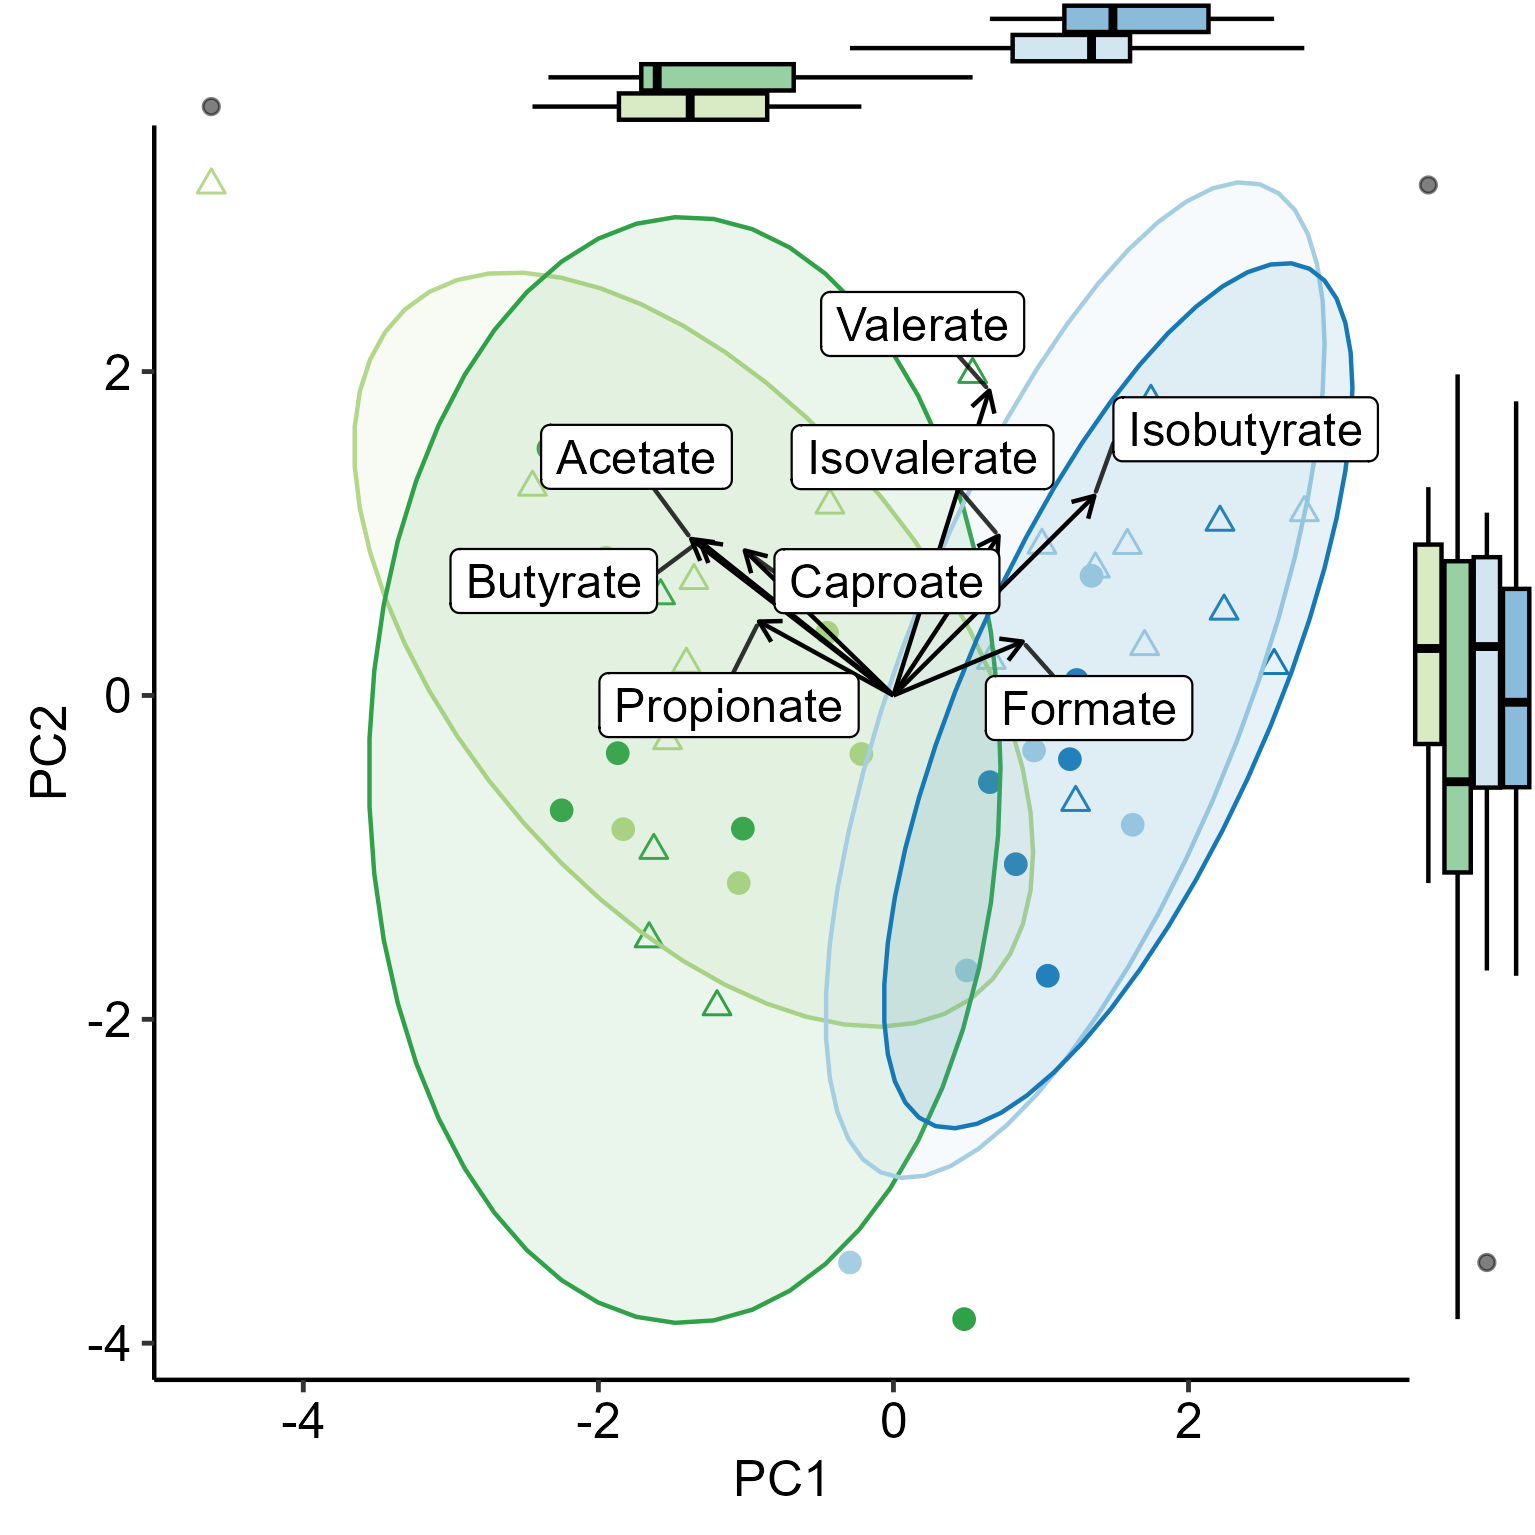 Valerate
Isobutyrate
Acetate
Isovalerate
Butyrate
Caproate
Propionate
Formate
2
0
-2
-4
PC2
-4
-2
0
2
PC1